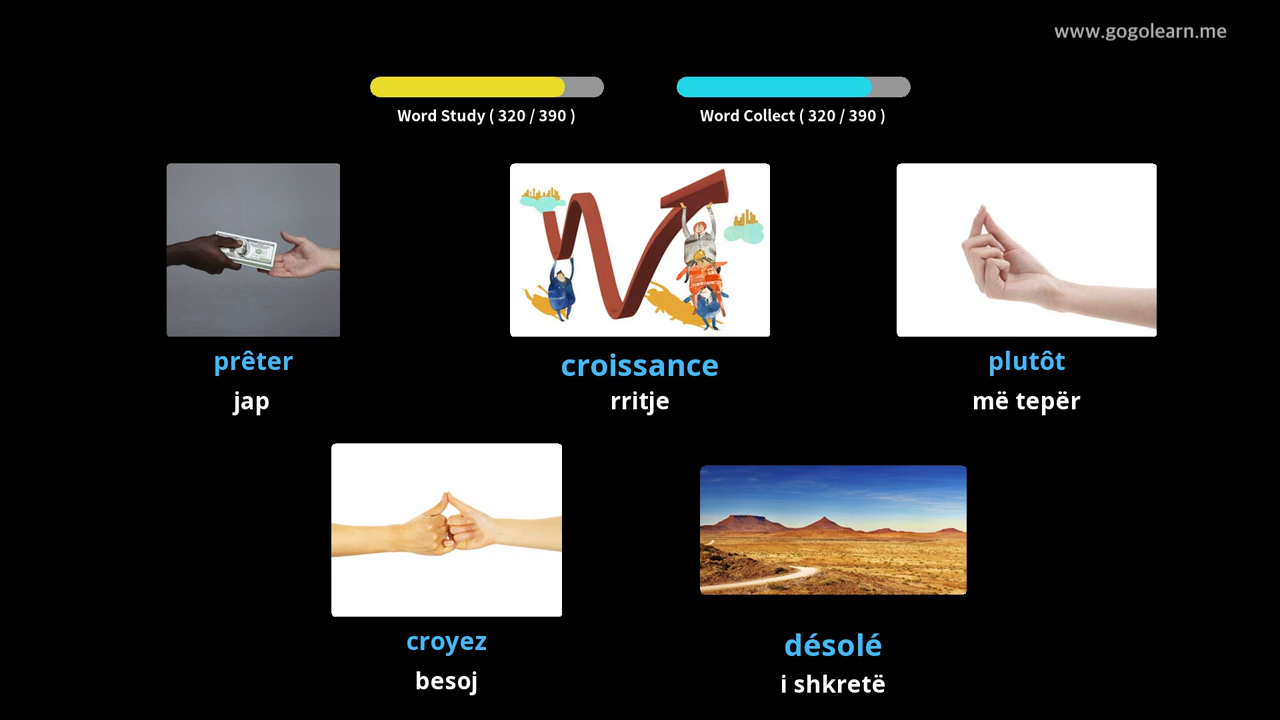 www.gogolearn.me
Word Study ( 320 / 390 )
Word Collect ( 320 / 390 )
prêter
jap
croissance
rritje
plutôt
më tepër
croyez
besoj
désolé
i shkretë